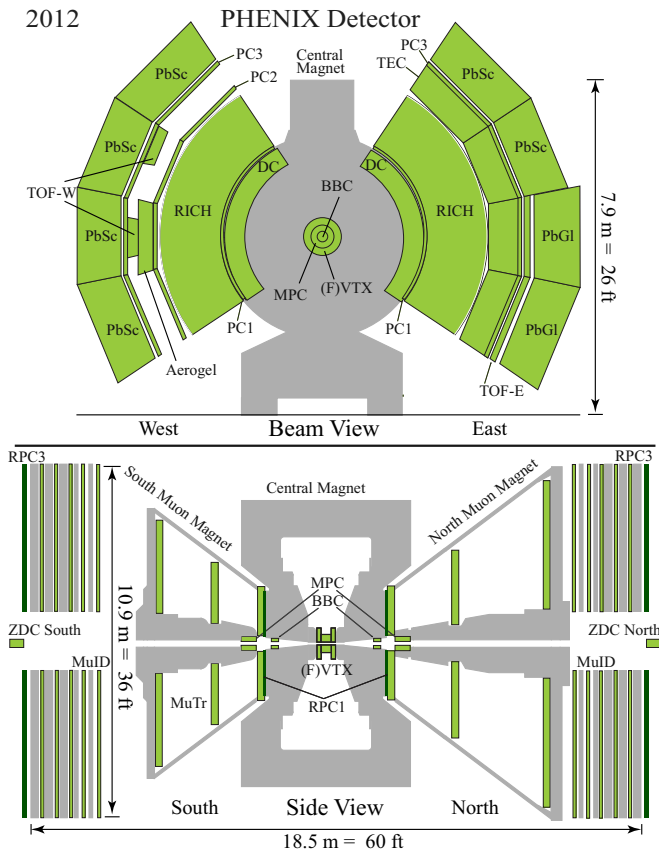 2012
PHENIX Detector
Central
Magnet
PC3
PC3
TEC
PbSc
PbSc
PC2
PbSc
PbSc
DC
DC
TOF-W
BBC
RICH
RICH
PbSc
PbGl
MPC
(F)VTX
7.9 m = 26 ft
PbSc
PbGl
PC1
PC1
Aerogel
TOF-E
West
Beam View
East
RPC3
RPC3
South Muon Magnet
Central Magnet
North Muon Magnet
10.9 m = 36 ft
MPC
BBC
ZDC South
ZDC North
MuID
(F)VTX
MuID
MuTr
RPC1
South
Side View
North
18.5 m = 60 ft